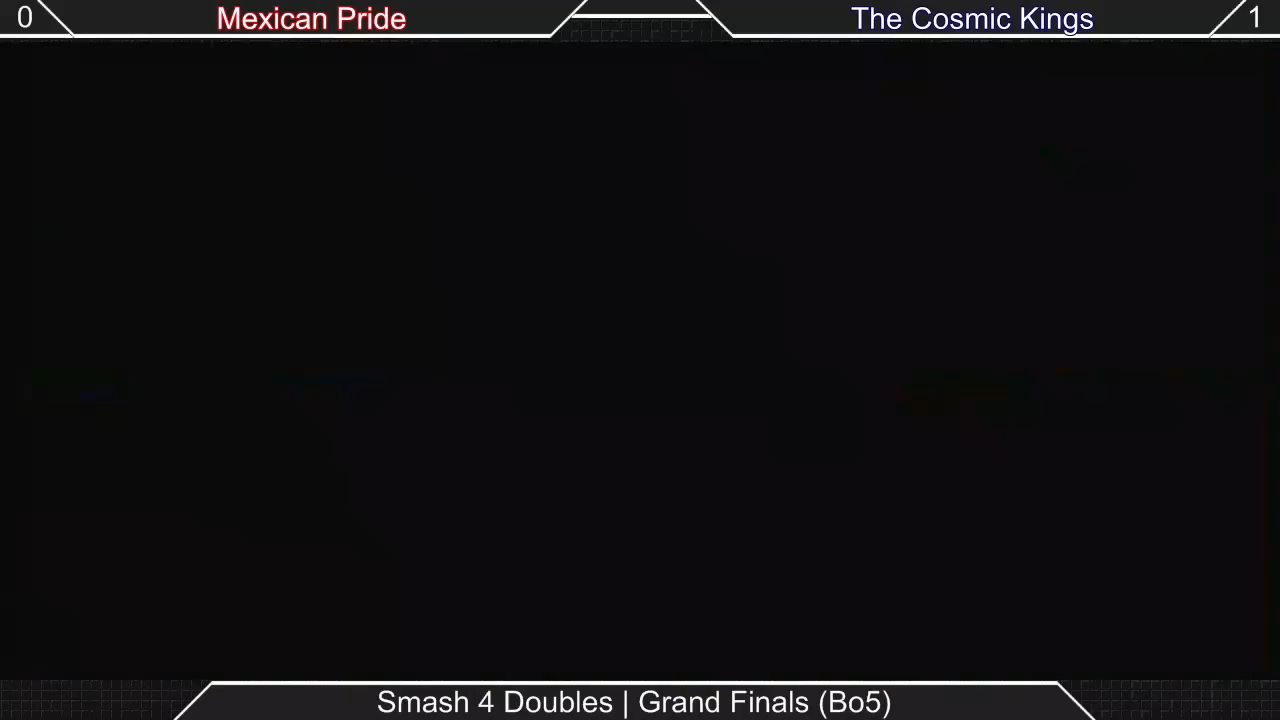 0 Mexican Pride The Cosmic Kings 1
Smash 4 Doubles | Grand Finals (Bo5)